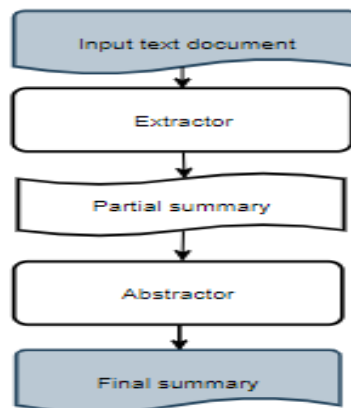 Input text document
Extractor
Partial summary
Abstractor
Final summary